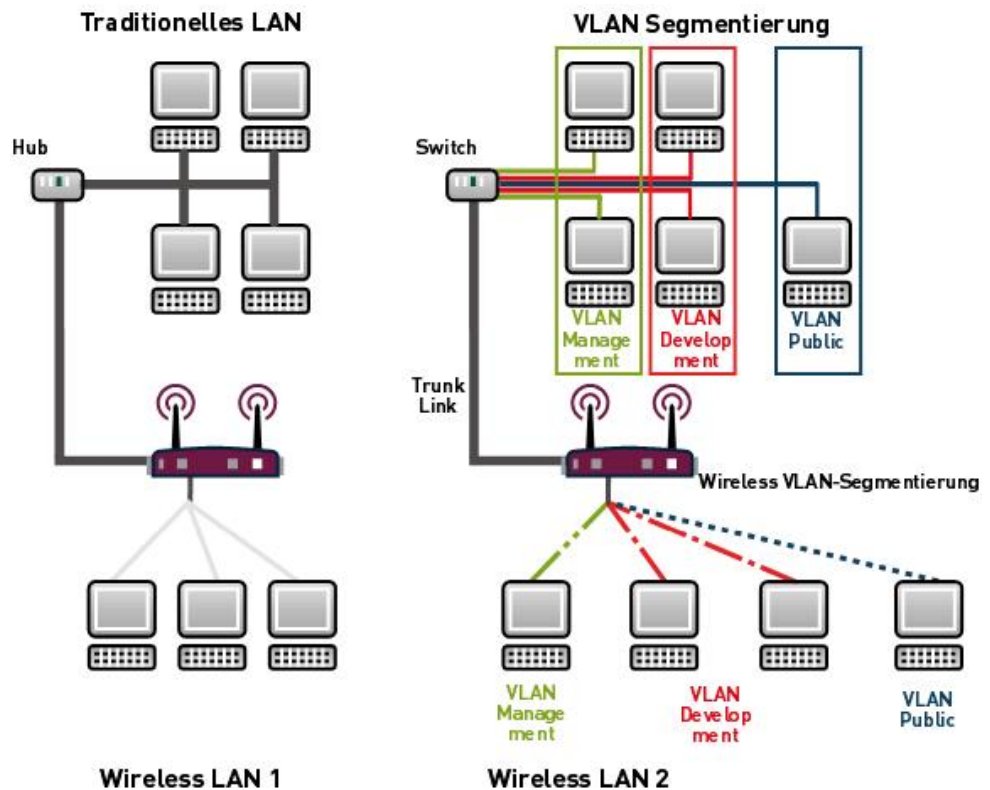 Traditionelles LAN
VLAN Segmentierung
Hub
Switch
VLAN
Manage
ment
VLAN
Develop
ment
VLAN
Public
Trunk
Link
Wireless VLAN-Segmentierung
VLAN
Manage
ment
VLAN
Develop
ment
VLAN
Public
Wireless LAN 1
Wireless LAN 2